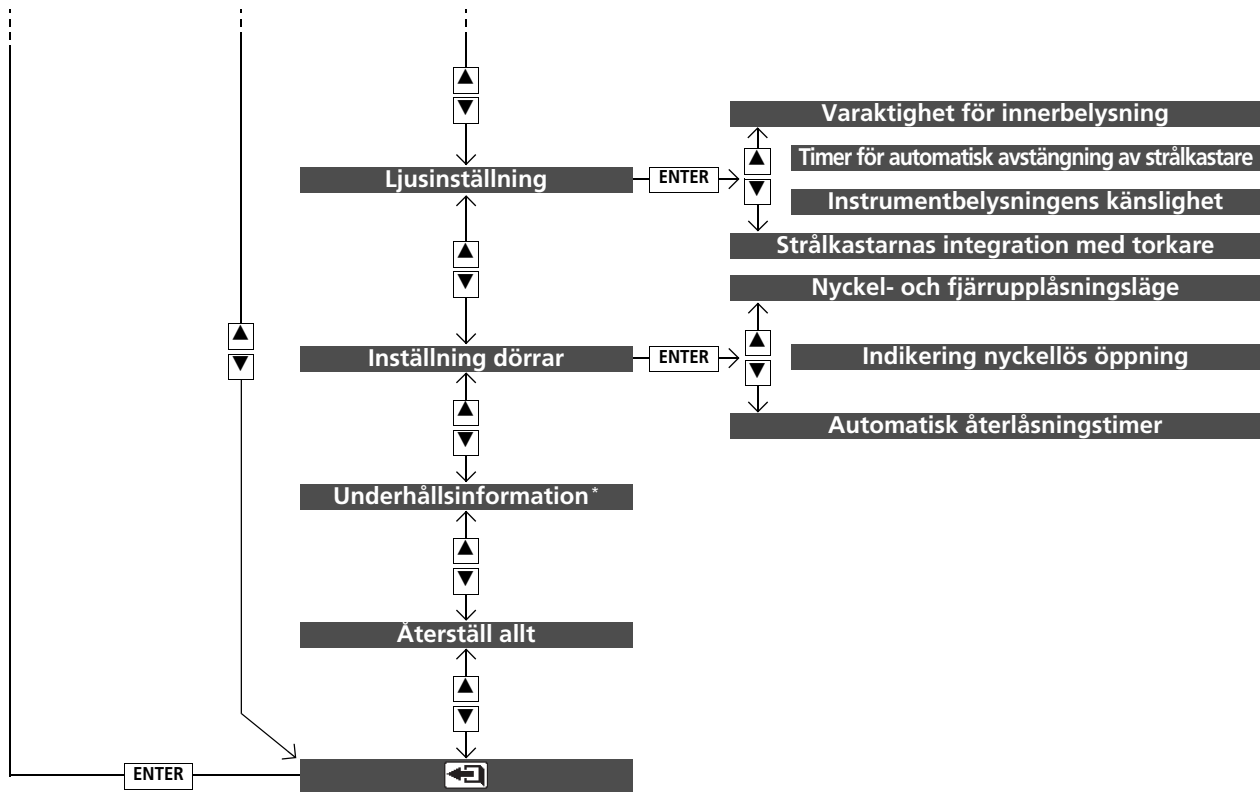 ▲
▼
Varaktighet för innerbelysning
▲
Timer för automatisk avstängning av strålkastare
Ljusinställning
ENTER
▼
Instrumentbelysningens känslighet
Strålkastarnas integration med torkare
▲
▼
Nyckel- och fjärrupplåsningsläge
▲
▼
▲
Inställning dörrar
ENTER
Indikering nyckellös öppning
▼
▲
▼
Automatisk återlåsningstimer
Underhållsinformation*
▲
▼
Återställ allt
▲
▼
ENTER